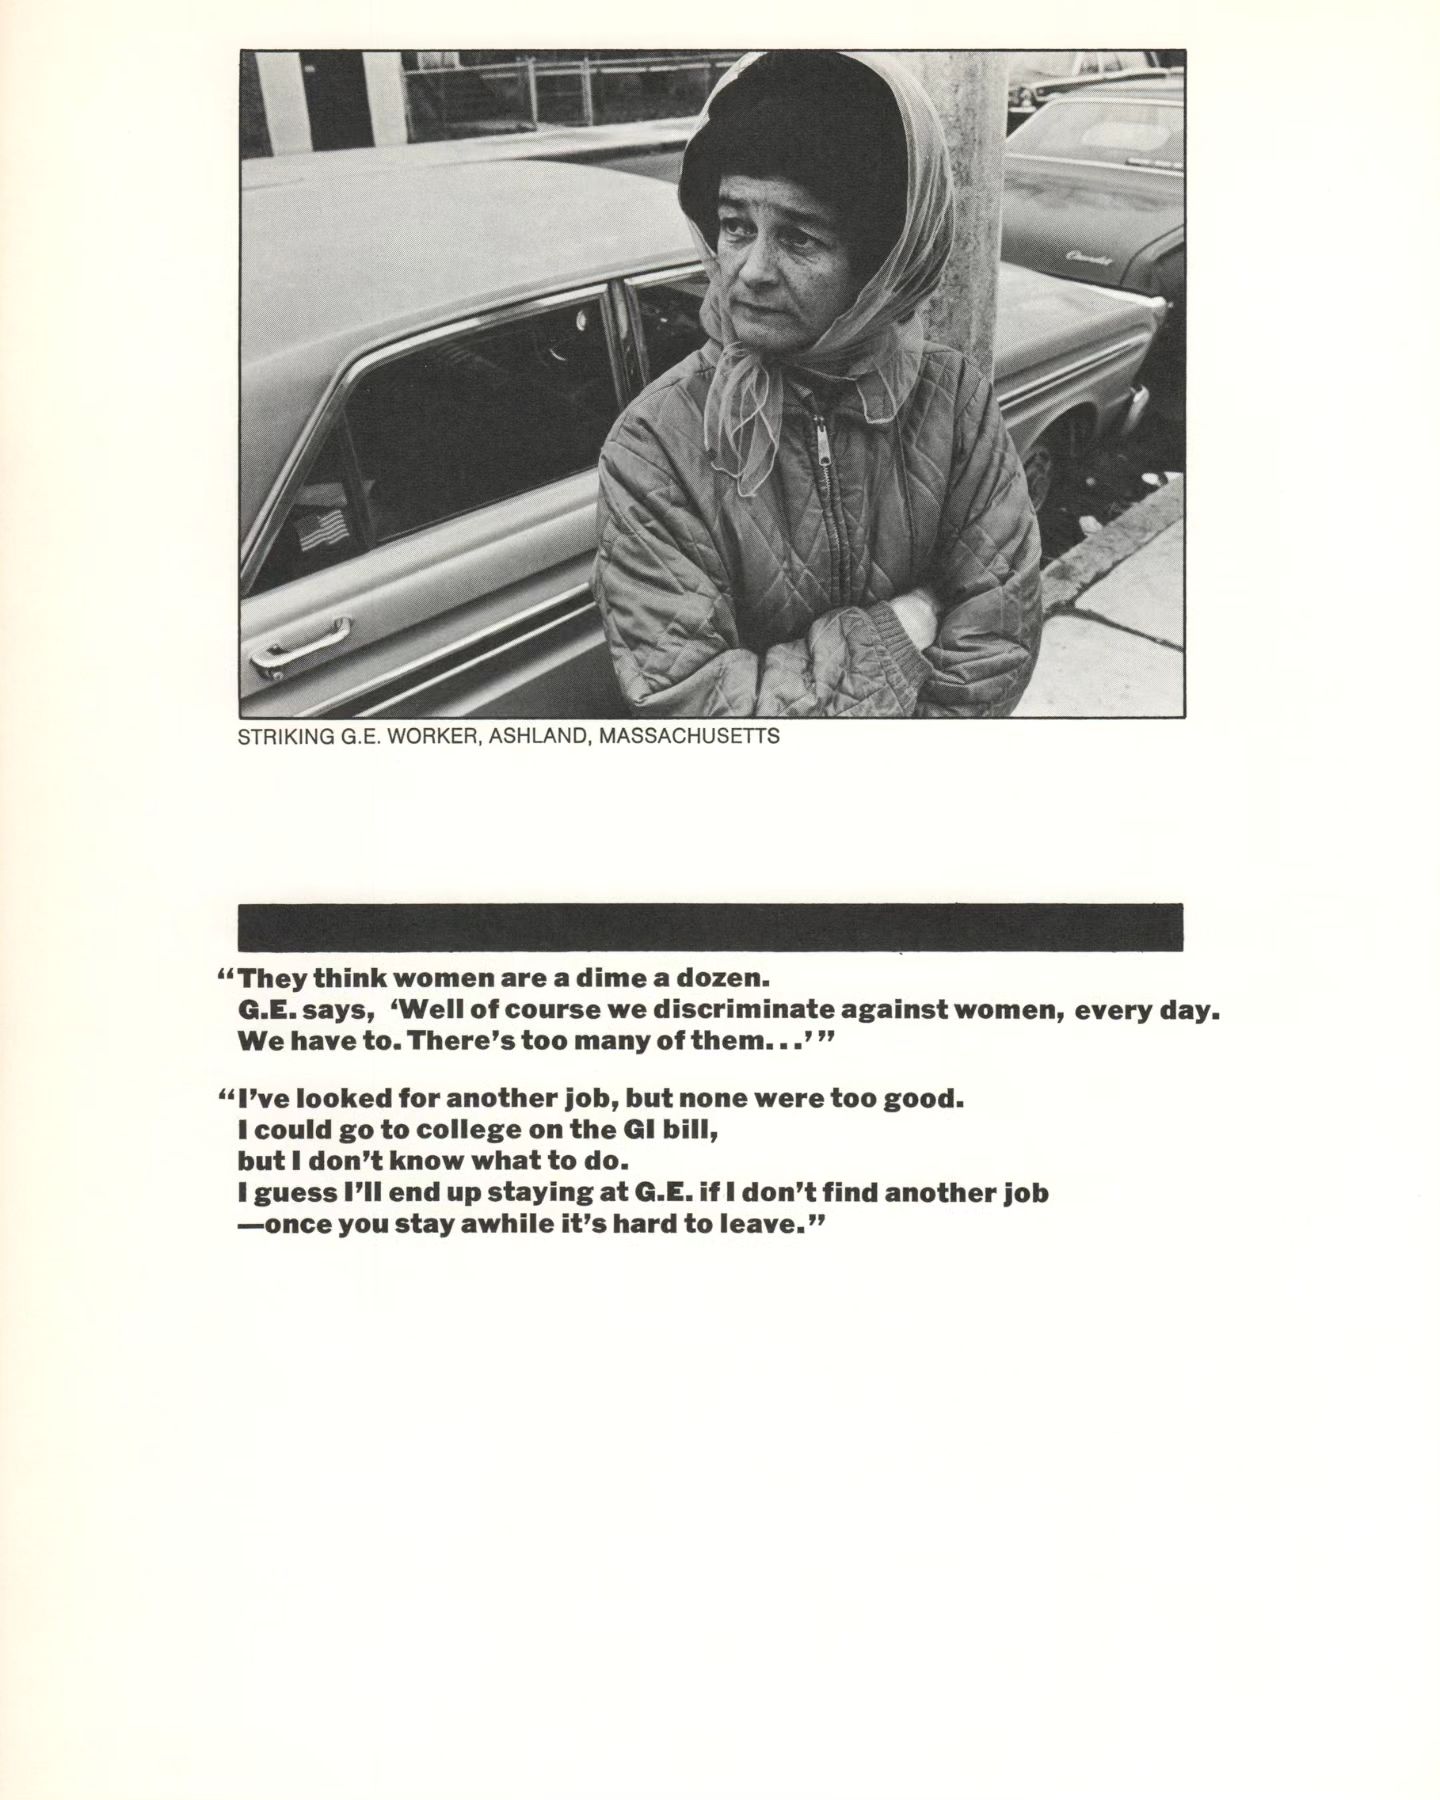 Chevrolet
STRIKING G.E. WORKER, ASHLAND, MASSACHUSETTS
“They think women are a dime a dozen.
G.E. says, ‘Well of course we discriminate against women, every day.
We have to. There’s too many of them...’”
“I’ve looked for another job, but none were too good.
I could go to college on the GI bill,
but I don’t know what to do.
I guess I’ll end up staying at G.E. if I don’t find another job
—once you stay awhile it’s hard to leave.”